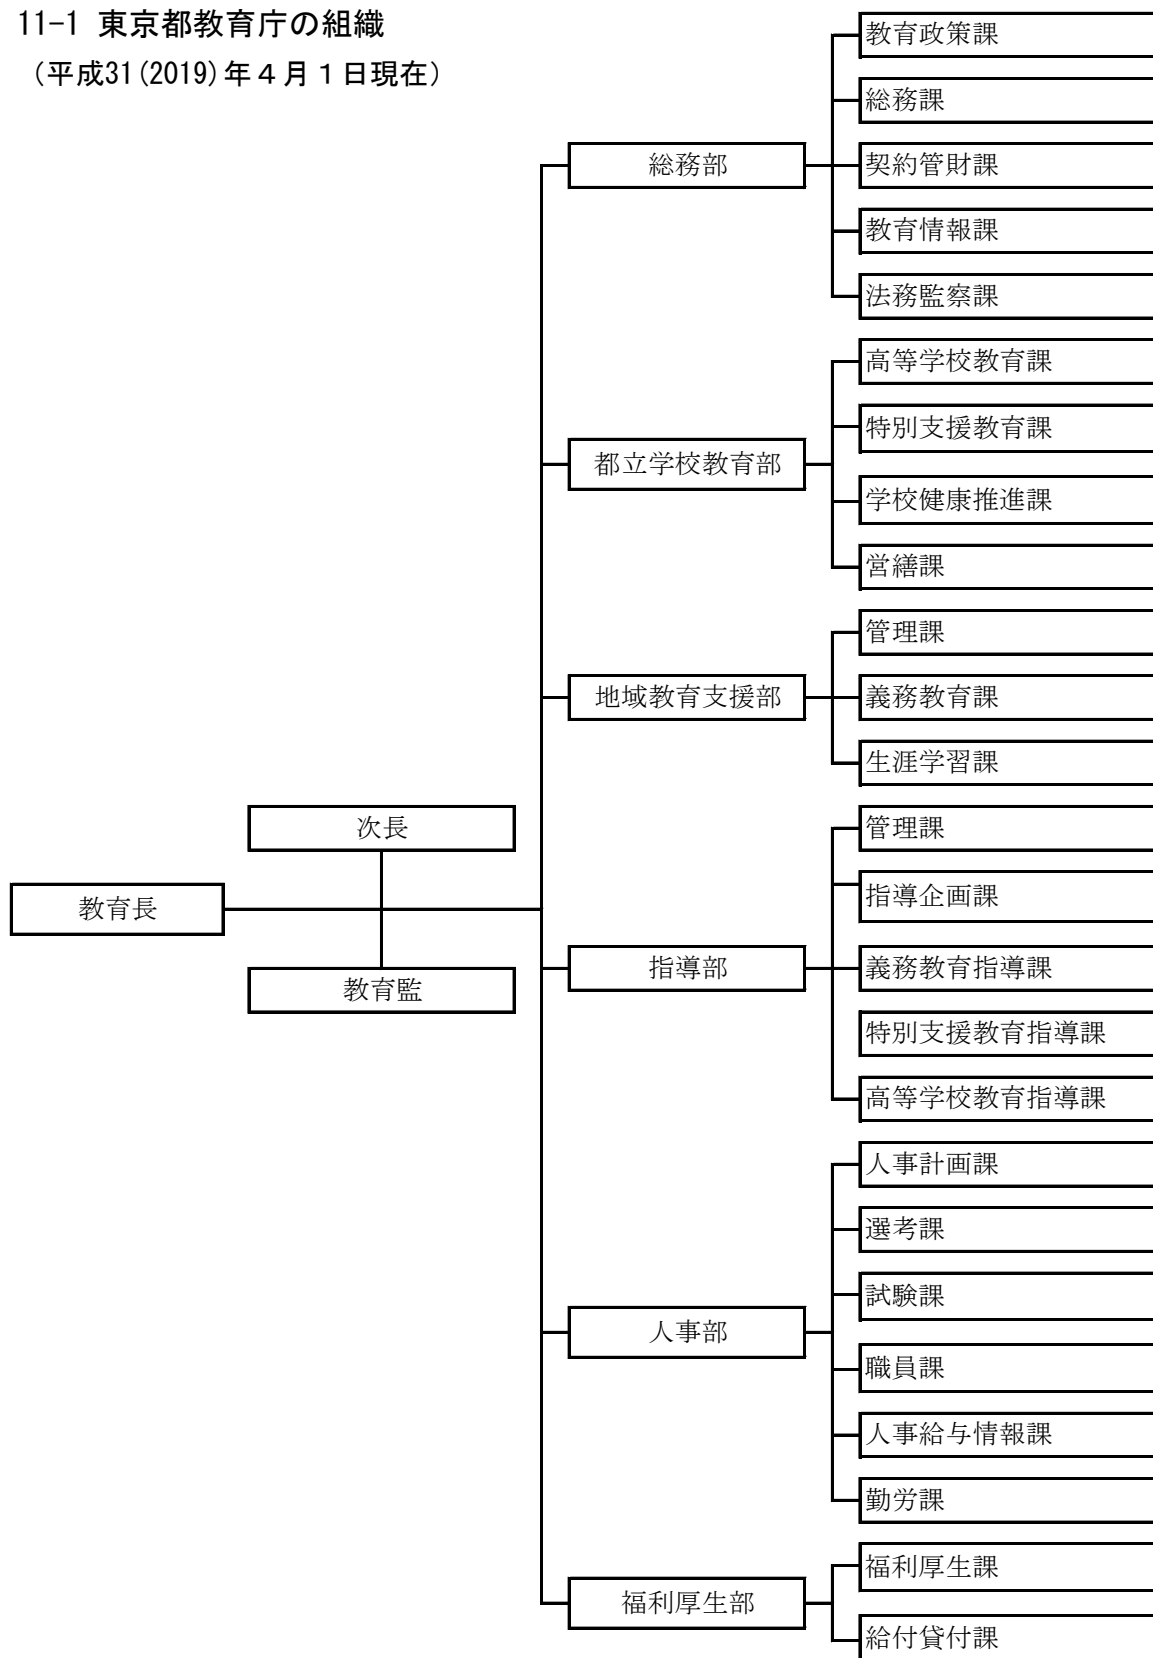 11-1 東京都教育庁の組織
（平成31(2019)年４月１日現在）
教育長
次長
教育監
総務部
教育政策課
総務課
契約管財課
教育情報課
法務監察課
都立学校教育部
高等学校教育課
特別支援教育課
学校健康推進課
営繕課
地域教育支援部
管理課
義務教育課
生涯学習課
指導部
管理課
指導企画課
義務教育指導課
特別支援教育指導課
高等学校教育指導課
人事部
人事計画課
選考課
試験課
職員課
人事給与情報課
勤労課
福利厚生部
福利厚生課
給付貸付課